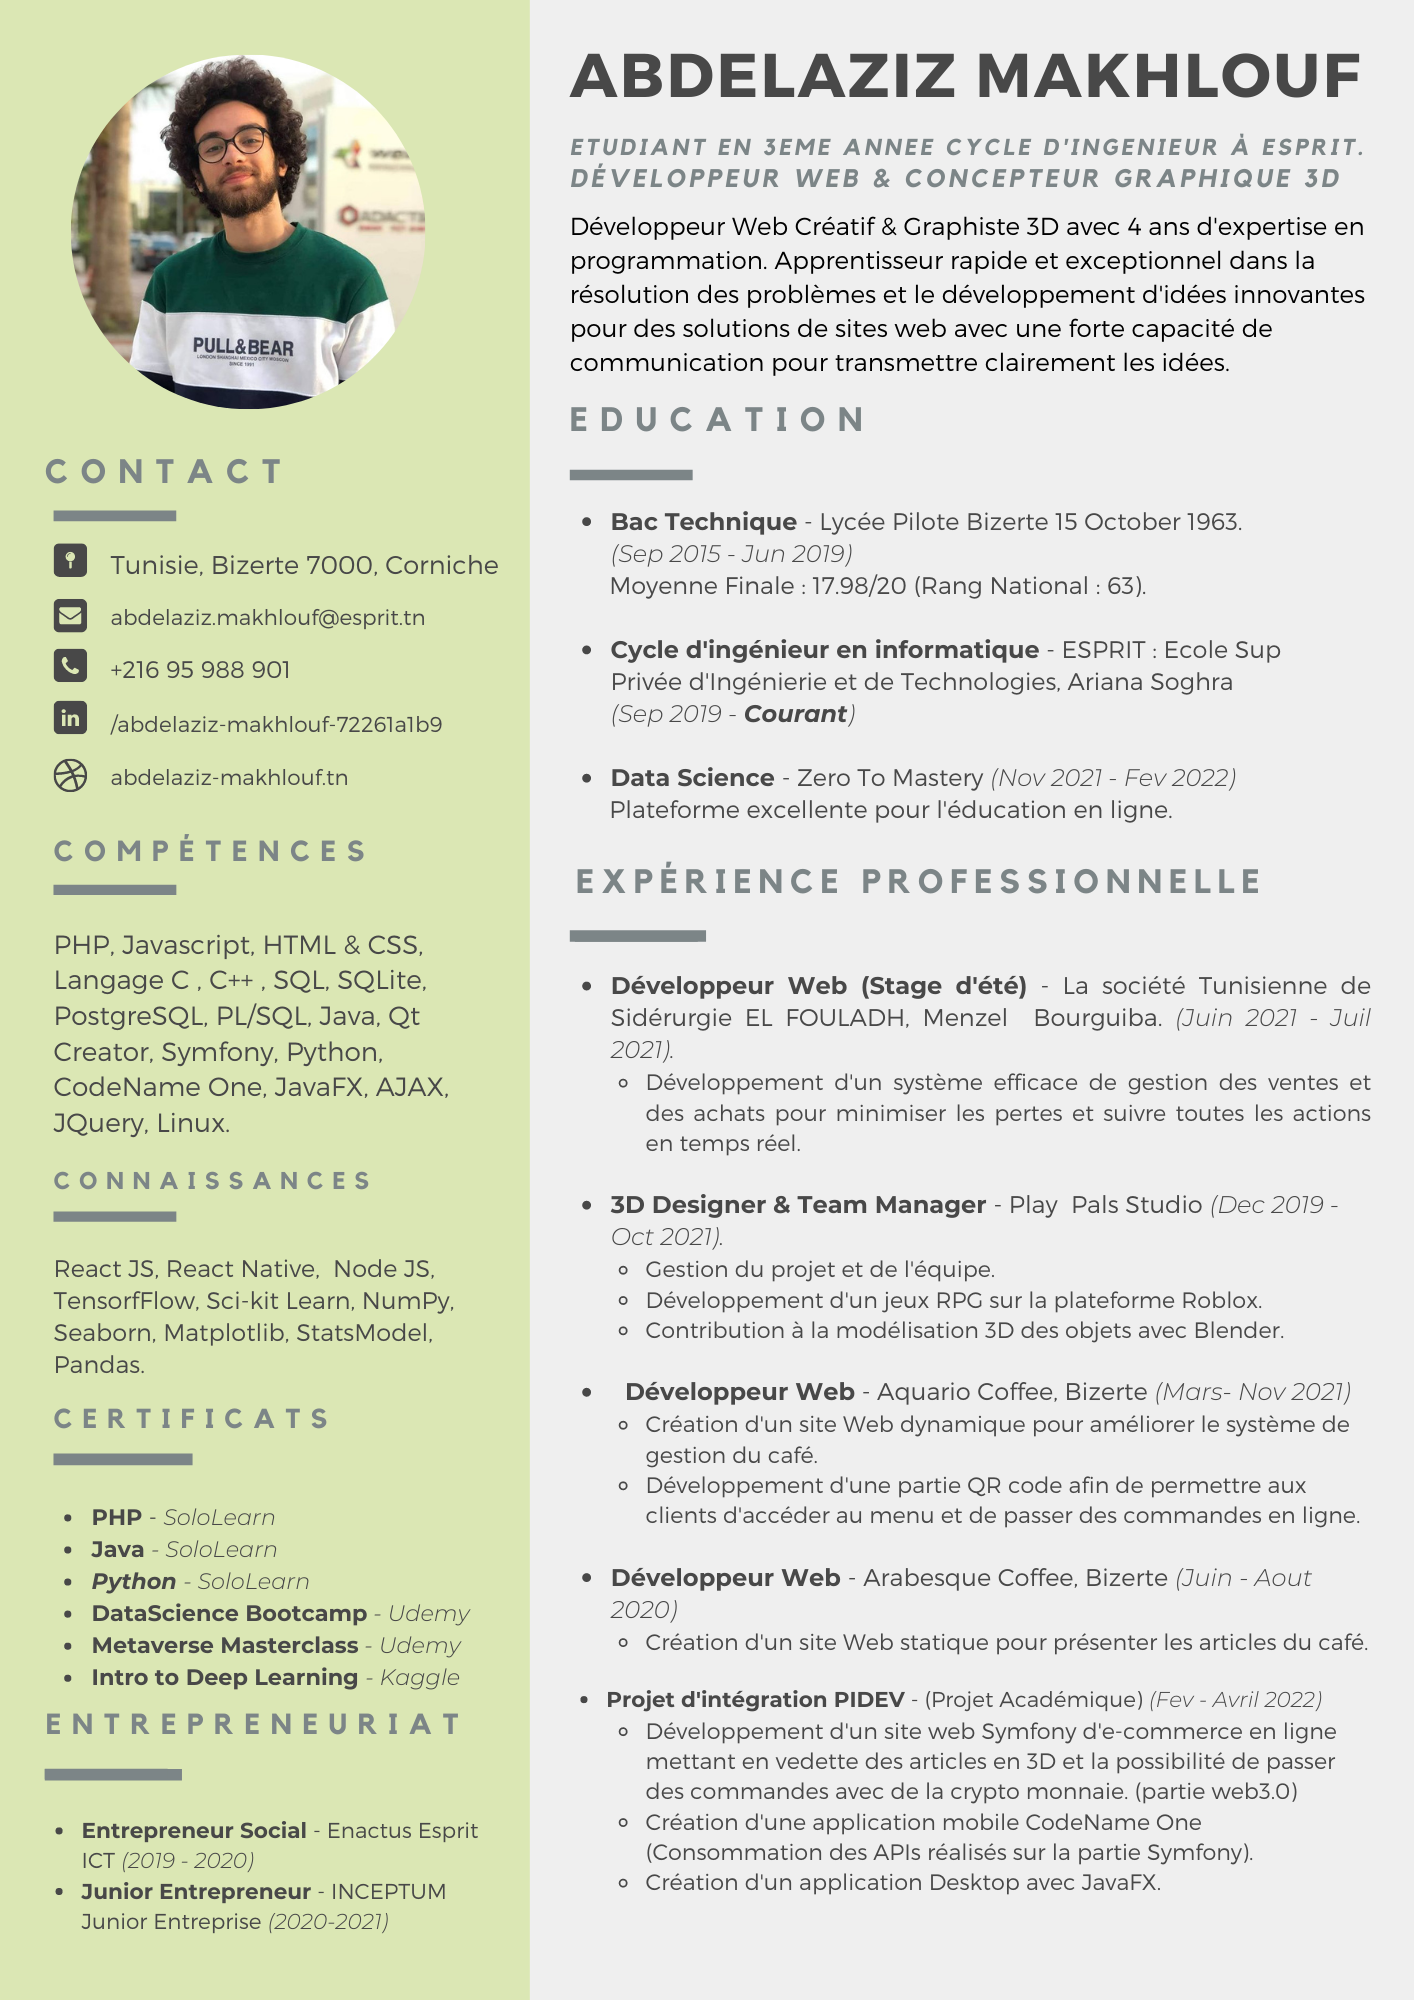 PULL&BEAR
LONDON SHANGHAI MEXICO CITY MOSCOW
SINCE 1991
CONTACT
Tunisie, Bizerte 7000, Corniche
abdelaziz.makhlouf@esprit.tn
+216 95 988 901
in
/abdelaziz-makhlouf-72261a1b9
abdelaziz-makhlouf.tn
COMPÉTENCES
PHP, Javascript, HTML & CSS,
Langage C , C++ , SQL, SQLite,
PostgreSQL, PL/SQL, Java, Qt
Creator, Symfony, Python,
CodeName One, JavaFX, AJAX,
JQuery, Linux.
CONNAISSANCES
React JS, React Native,  Node JS,
TensorfFlow, Sci-kit Learn, NumPy,
Seaborn, Matplotlib, StatsModel,
Pandas.
CERTIFICATS
• PHP - SoloLearn
• Java - SoloLearn
• Python - SoloLearn
• DataScience Bootcamp - Udemy
• Metaverse Masterclass - Udemy
• Intro to Deep Learning - Kaggle
ENTREPRENEURIAT
• Entrepreneur Social - Enactus Esprit
ICT (2019 - 2020)
• Junior Entrepreneur - INCEPTUM
Junior Entreprise (2020-2021)
ABDELAZIZ MAKHLOUF
ETUDIANT EN 3EME ANNEE CYCLE D'INGENIEUR À ESPRIT.
DÉVELOPPEUR WEB & CONCEPTEUR GRAPHIQUE 3D
Développeur Web Créatif & Graphiste 3D avec 4 ans d'expertise en
programmation. Apprentisseur rapide et exceptionnel dans la
résolution des problèmes et le développement d'idées innovantes
pour des solutions de sites web avec une forte capacité de
communication pour transmettre clairement les idées.
EDUCATION
• Bac Technique - Lycée Pilote Bizerte 15 October 1963.
(Sep 2015 - Jun 2019)
Moyenne Finale : 17.98/20 (Rang National : 63).
• Cycle d'ingénieur en informatique - ESPRIT : Ecole Sup
Privée d'Ingénierie et de Technologies, Ariana Soghra
(Sep 2019 - Courant)
• Data Science - Zero To Mastery (Nov 2021 - Fev 2022)
Plateforme excellente pour l'éducation en ligne.
EXPÉRIENCE PROFESSIONNELLE
• Développeur Web (Stage d'été) - La société Tunisienne de
Sidérurgie EL FOULADH, Menzel  Bourguiba. (Juin 2021 - Juil
2021).
◦ Développement d'un système efficace de gestion des ventes et
des achats pour minimiser les pertes et suivre toutes les actions
en temps réel.
• 3D Designer & Team Manager - Play  Pals Studio (Dec 2019 -
Oct 2021).
◦ Gestion du projet et de l'équipe.
◦ Développement d'un jeux RPG sur la plateforme Roblox.
◦ Contribution à la modélisation 3D des objets avec Blender.
• Développeur Web - Aquario Coffee, Bizerte (Mars- Nov 2021)
◦ Création d'un site Web dynamique pour améliorer le système de
gestion du café.
◦ Développement d'une partie QR code afin de permettre aux
clients d'accéder au menu et de passer des commandes en ligne.
• Développeur Web - Arabesque Coffee, Bizerte (Juin - Aout
2020)
◦ Création d'un site Web statique pour présenter les articles du café.
• Projet d'intégration PIDEV - (Projet Académique) (Fev - Avril 2022)
◦ Développement d'un site web Symfony d'e-commerce en ligne
mettant en vedette des articles en 3D et la possibilité de passer
des commandes avec de la crypto monnaie. (partie web3.0)
◦ Création d'une application mobile CodeName One
(Consommation des APIs réalisés sur la partie Symfony).
◦ Création d'un application Desktop avec JavaFX.